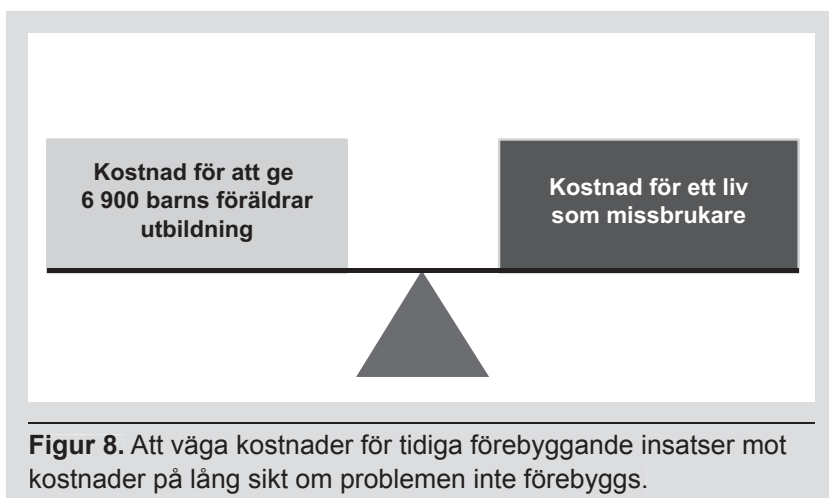 Kostnad för att ge
6 900 barns föräldrar
utbildning
Kostnad för ett liv
som missbrukare
Figur 8. Att väga kostnader för tidiga förebyggande insatser mot
kostnader på lång sikt om problemen inte förebyggs.